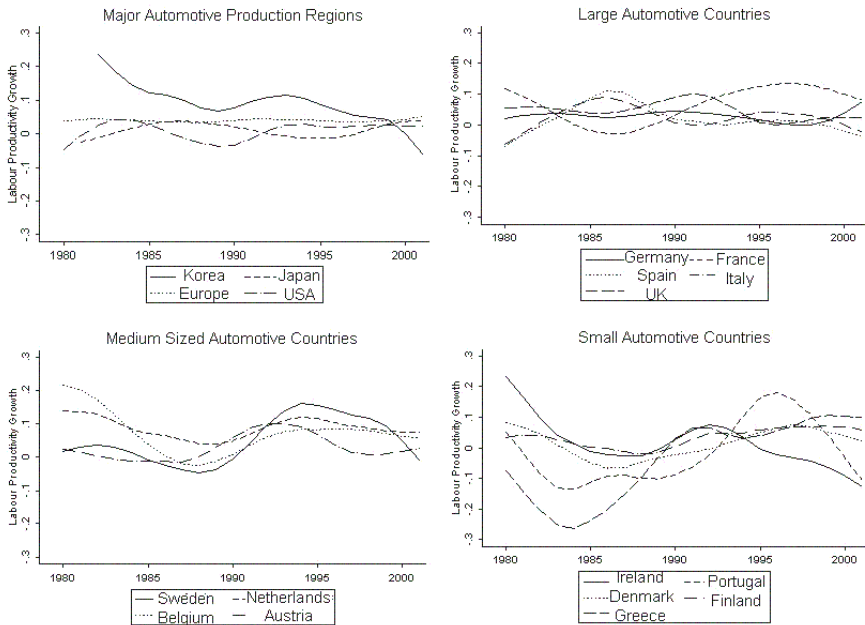 Major Automotive Production Regions
Labour Productivity Growth
.3
.2
.1
0
-.1
-.2
-.3
1980 1985 1990 1995 2000
Korea Japan
Europe USA
Large Automotive Countries
Labour Productivity Growth
.3
.2
.1
0
-.1
-.2
-.3
1980 1985 1990 1995 2000
Germany France
Spain Italy
UK
Medium Sized Automotive Countries
Labour Productivity Growth
.3
.2
.1
0
-.1
-.2
-.3
1980 1985 1990 1995 2000
Sweden Netherlands
Belgium Austria
Small Automotive Countries
Labour Productivity Growth
.3
.2
.1
0
-.1
-.2
-.3
1980 1985 1990 1995 2000
Ireland Portugal
Denmark Finland
Greece